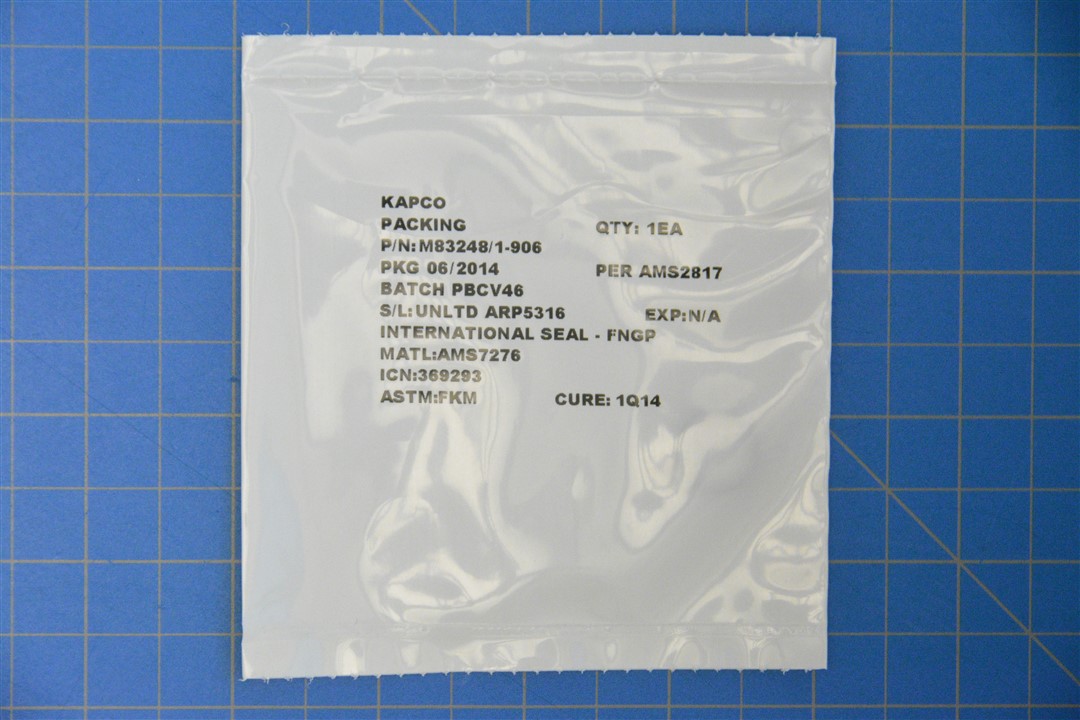 KAPCO
PACKING QTY: 1EA
P/N:M83248/1-906
PKG 06/2014 PER AMS2817
BATCH PBCV46
S/L:UNLTD ARP5316 EXP:N/A
INTERNATIONAL SEAL - FNGP
MATL:AMS7276
ICN:369293
ASTM:FKM CURE: 1Q14